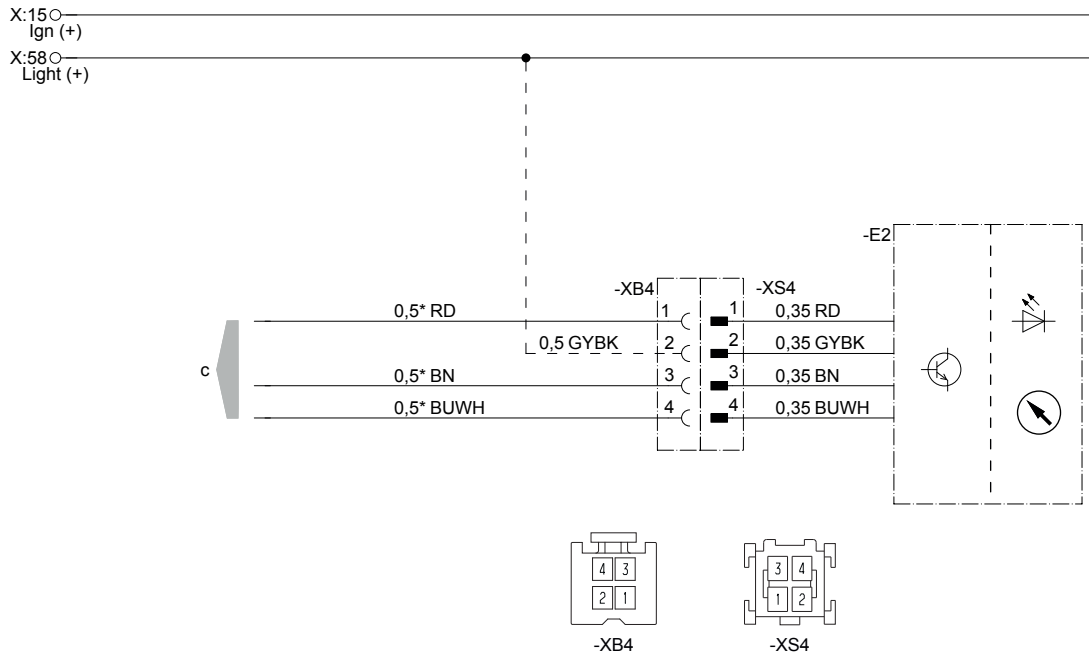 X:15
Ign (+)
X:58
Light (+)
-E2
-XB4
-XS4
0,5* RD
1
1
0,35 RD
0,5 GYBK
2
2
0,35 GYBK
c
0,5* BN
3
3
0,35 BN
0,5* BUWH
4
4
0,35 BUWH
4 3
3 4
2 1
1 2
-XB4
-XS4